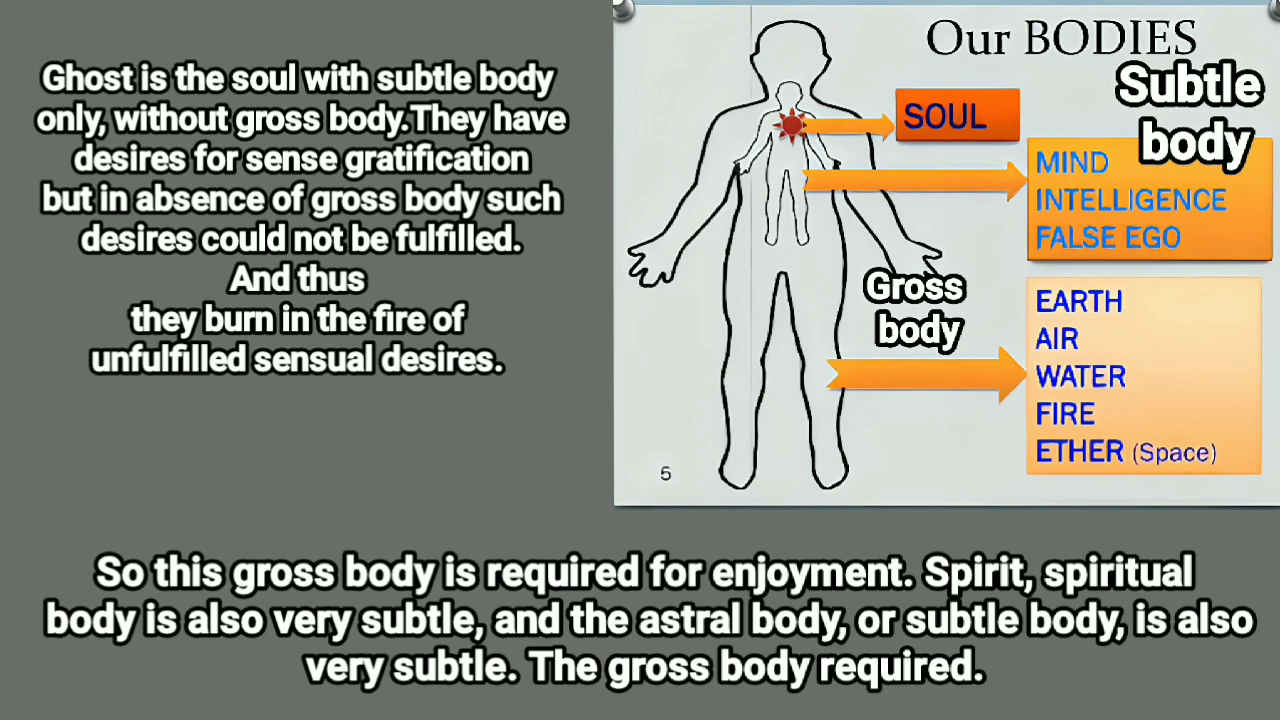 Ghost is the soul with subtle body
only, without gross body.They have
desires for sense gratification
but in absence of gross body such
desires could not be fulfilled.
And thus
they burn in the fire of
unfulfilled sensual desires.
Our BODIES
Subtle
body
SOUL
MIND
INTELLIGENCE
FALSE EGO
Gross
body
EARTH
AIR
WATER
FIRE
ETHER (Space)
5
So this gross body is required for enjoyment. Spirit, spiritual
body is also very subtle, and the astral body, or subtle body, is also
very subtle. The gross body required.